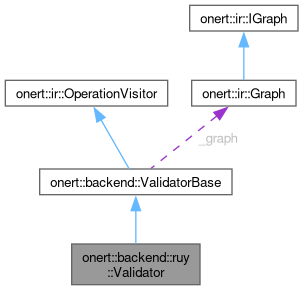 onert::ir::IGraph
onert::ir::OperationVisitor
onert::ir::Graph
_graph
onert::backend::ValidatorBase
onert::backend::ruy
::Validator